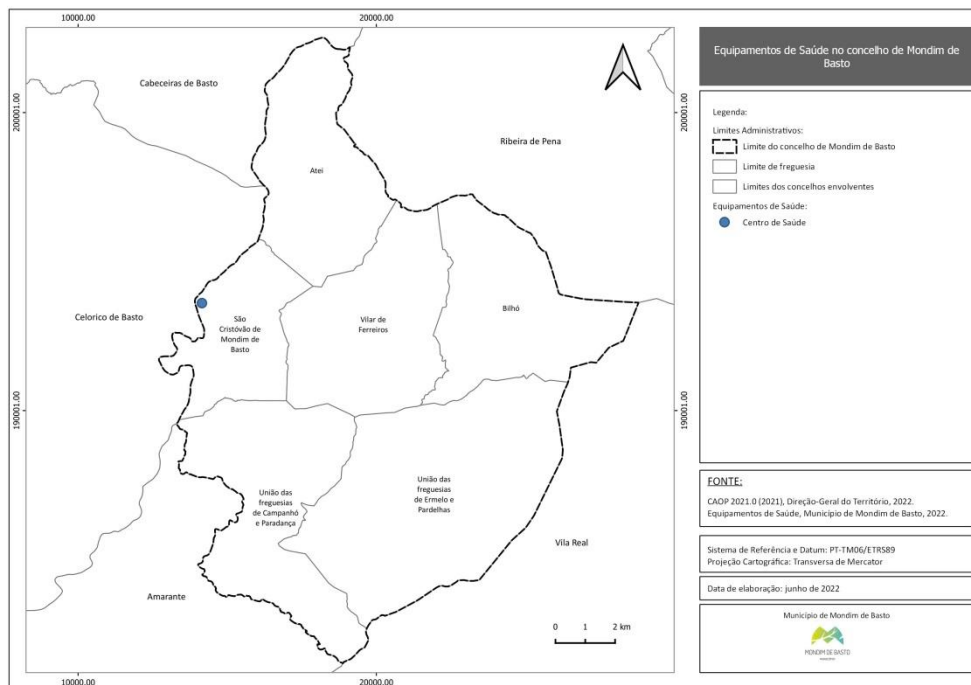 10000.00
20000.00
200001.00
200001.00
190001.00
190001.00
10000.00
20000.00
Cabeceiras de Basto
Ribeira de Pena
Atei
Celorico de Basto
São
Cristóvão de
Mondim de
Basto
Vilar de
Ferreiros
Bilhó
União das
freguesias
de Campanhó
e Paradança
União das
freguesias
de Ermelo e
Pardelhas
Vila Real
Amarante
0 1 2 km
Equipamentos de Saúde no concelho de Mondim de
Basto
Legenda:
Limites Administrativos:
Limite do concelho de Mondim de Basto
Limite de freguesia
Limites dos concelhos envolventes
Equipamentos de Saúde:
Centro de Saúde
FONTE:
CAOP 2021.0 (2021), Direção-Geral do Território, 2022.
Equipamentos de Saúde, Município de Mondim de Basto, 2022.
Sistema de Referência e Datum: PT-TM06/ETRS89
Projeção Cartográfica: Transversa de Mercator
Data de elaboração: junho de 2022
Município de Mondim de Basto
MONDIM DE BASTO